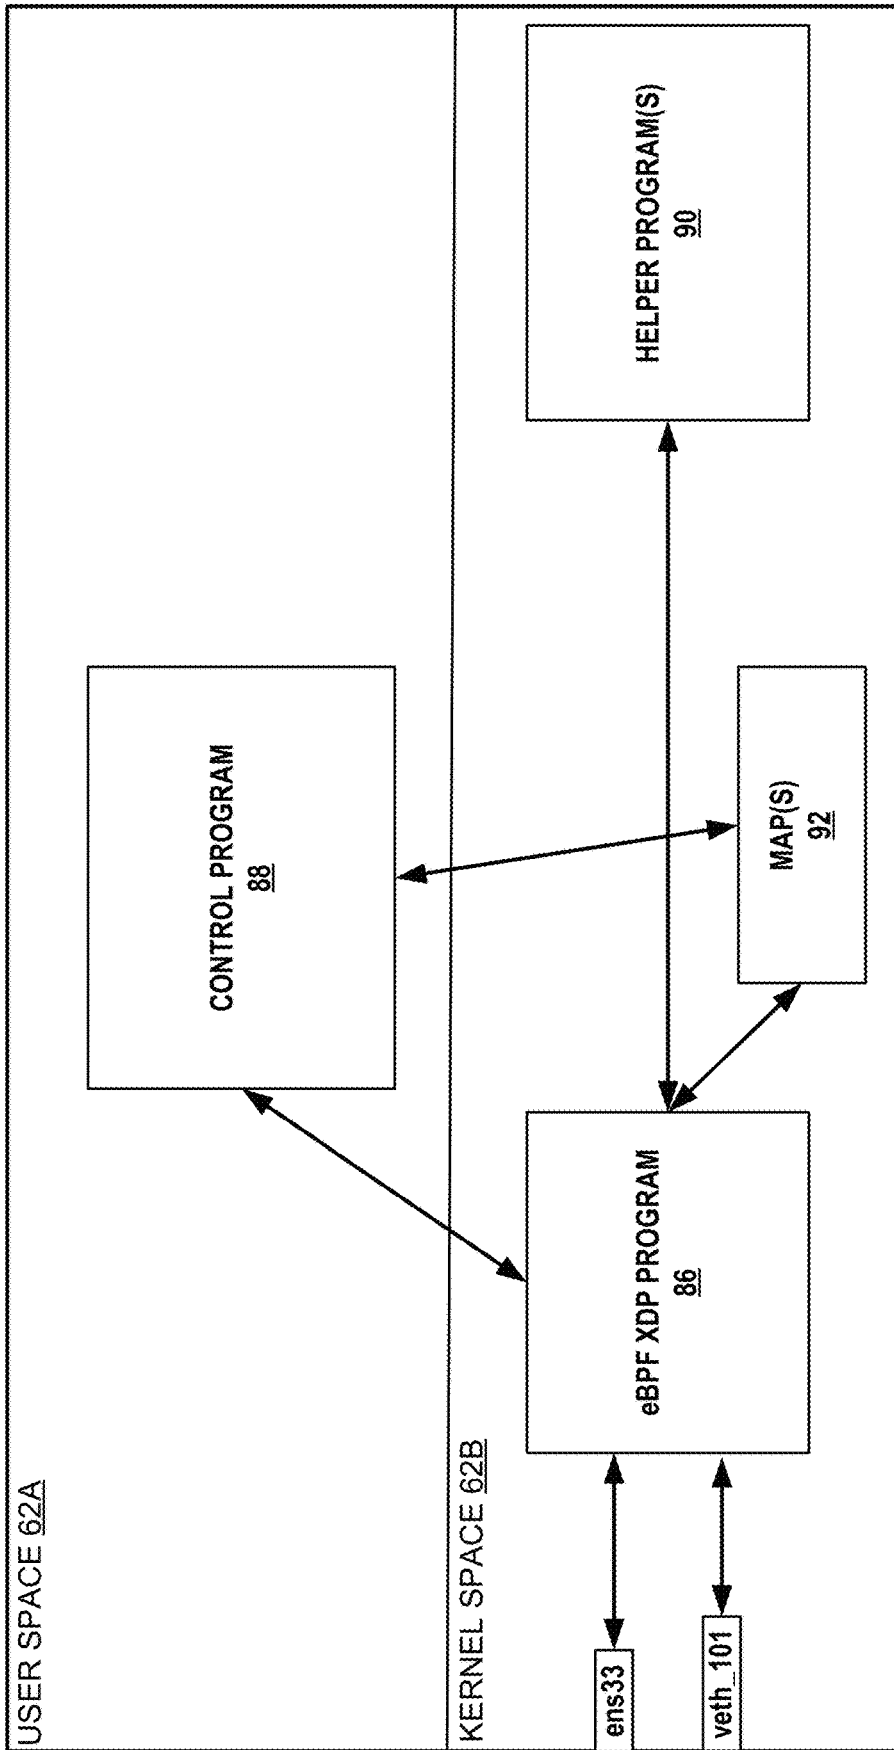 USER SPACE 62A
CONTROL PROGRAM
88
KERNEL SPACE 62B
ens33
veth_101
eBPF XDP PROGRAM
86
MAP(S)
92
HELPER PROGRAM(S)
90